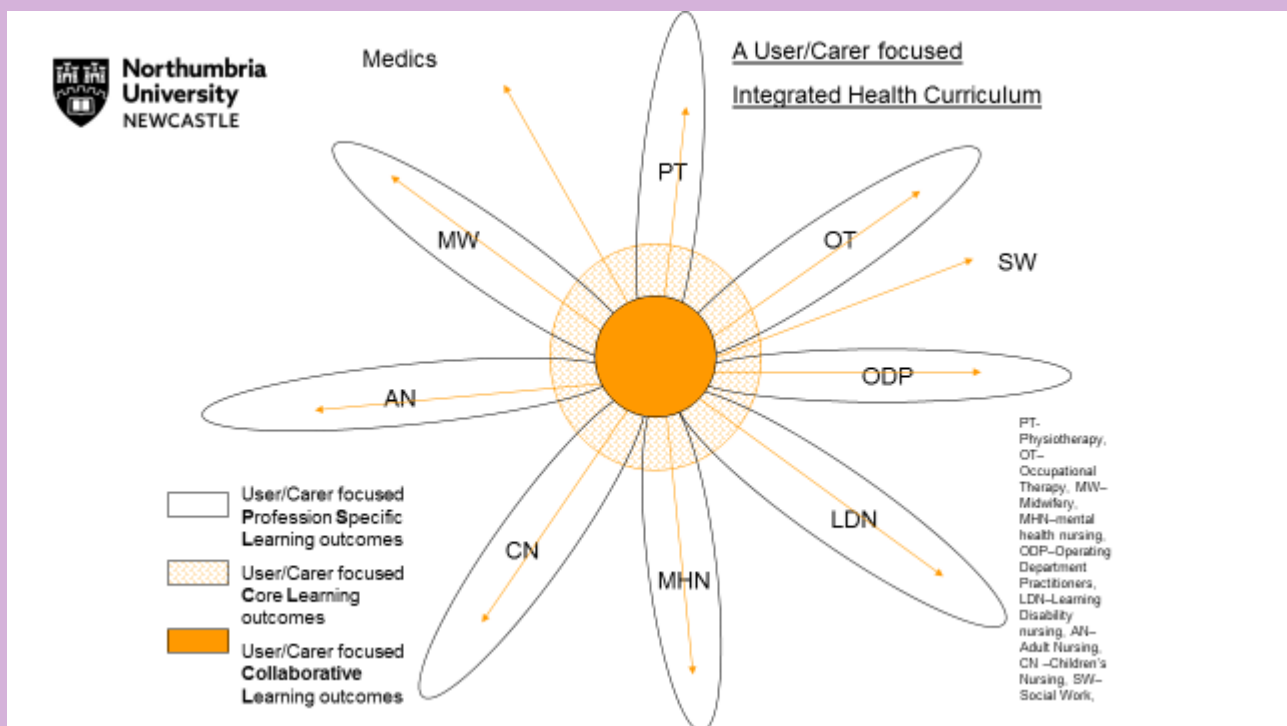 Northumbria
University
NEWCASTLE
Medics
A User/Carer focused
Integrated Health Curriculum
PT
MW
OT
SW
ODP
AN
LDN
CN
MHN
User/Carer focused
Profession Specific
Learning outcomes
User/Carer focused
Core Learning
outcomes
User/Carer focused
Collaborative
Learning outcomes
PT-
Physiotherapy,
OT–
Occupational
Therapy, MW–
Midwifery,
MHN–mental
health nursing,
ODP–Operating
Department
Practitioners,
LDN–Learning
Disability
nursing, AN–
Adult Nursing,
CN –Children's
Nursing, SW–
Social Work,